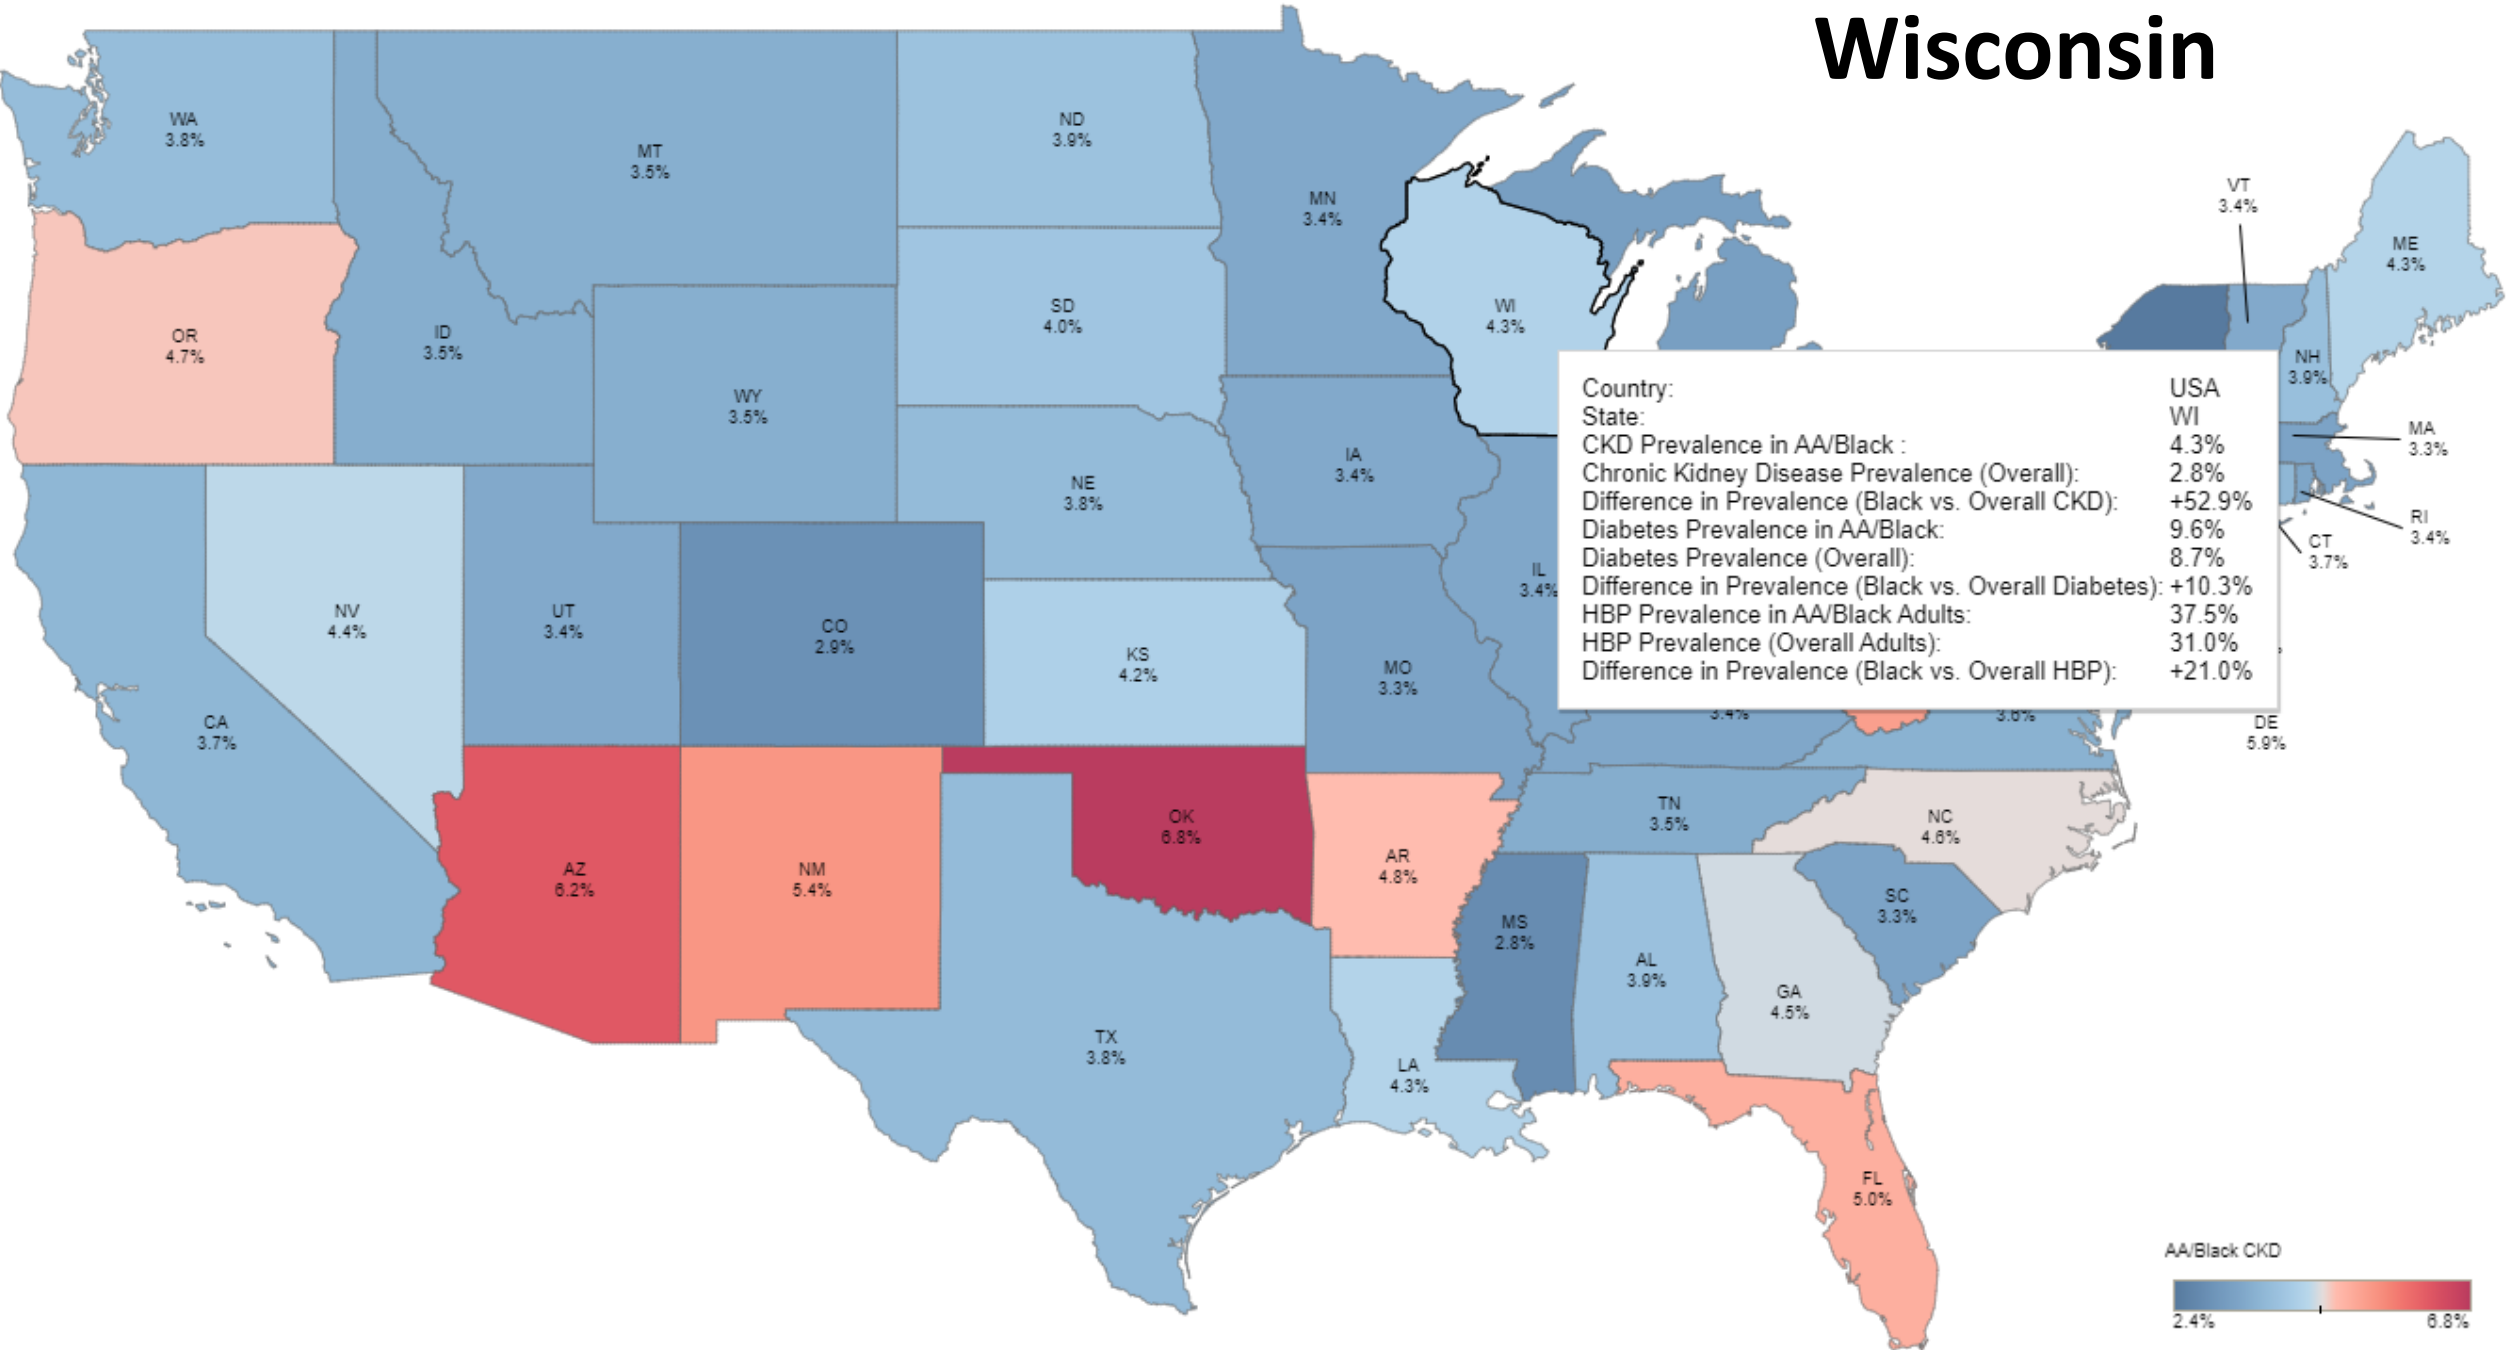 Wisconsin
WA
3.8%
MT
3.5%
ND
3.9%
MN
3.4%
VT
3.4%
ME
4.3%
OR
4.7%
ID
3.5%
SD
4.0%
WI
4.3%
NH
3.9%
WY
3.5%
IA
3.4%
NE
3.8%
MA
3.3%
RI
3.4%
CT
3.7%
IL
3.4%
Country: USA
State: WI
CKD Prevalence in AA/Black : 4.3%
Chronic Kidney Disease Prevalence (Overall): 2.8%
Difference in Prevalence (Black vs. Overall CKD): +52.9%
Diabetes Prevalence in AA/Black: 9.6%
Diabetes Prevalence (Overall): 8.7%
Difference in Prevalence (Black vs. Overall Diabetes): +10.3%
HBP Prevalence in AA/Black Adults: 37.5%
HBP Prevalence (Overall Adults): 31.0%
Difference in Prevalence (Black vs. Overall HBP): +21.0%
NV
4.4%
UT
3.4%
CO
2.9%
KS
4.2%
MO
3.3%
CA
3.7%
3.4%
DE
5.9%
AZ
6.2%
NM
5.4%
OK
6.8%
AR
4.8%
TN
3.5%
NC
4.6%
SC
3.3%
MS
2.8%
AL
3.9%
GA
4.5%
TX
3.8%
LA
4.3%
FL
5.0%
AA/Black CKD
2.4% 6.8%